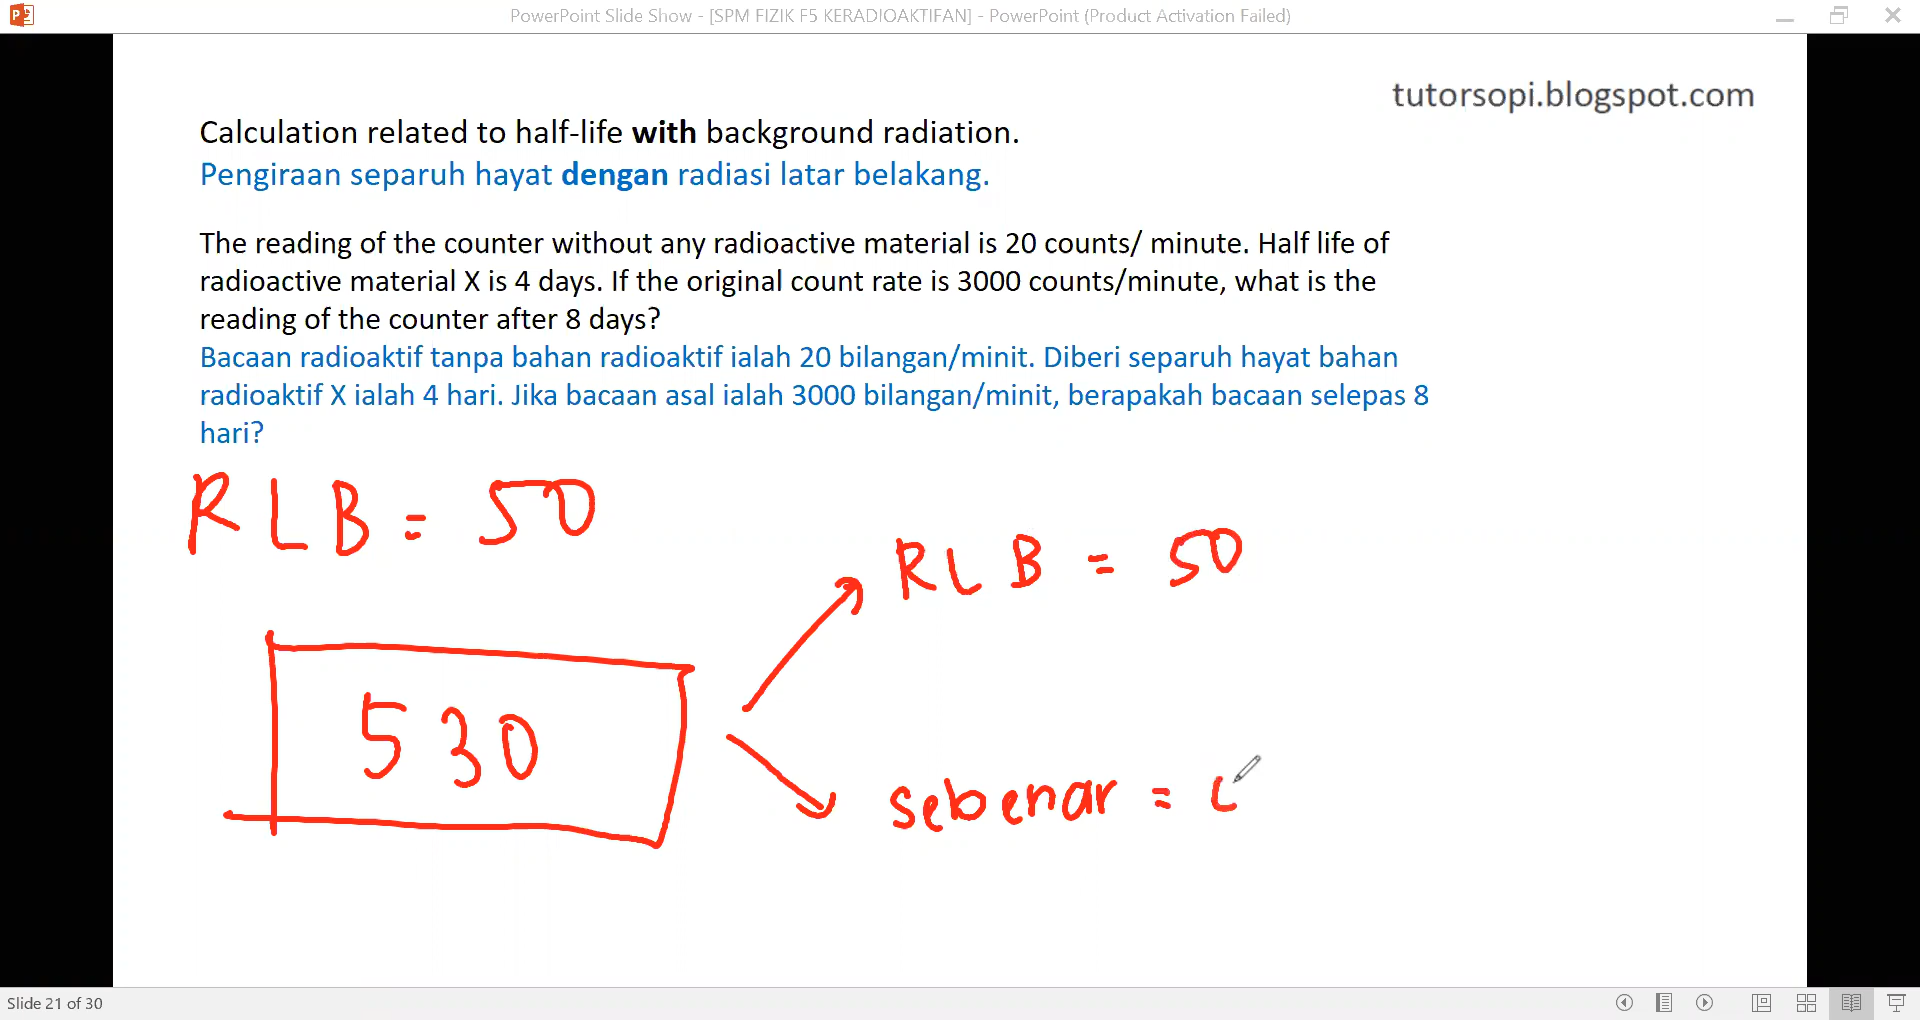 PowerPoint Slide Show - [SPM FIZIK F5 KERADIOAKTIFAN] - PowerPoint (Product Activation Failed)
tutorsopi.blogspot.com
Calculation related to half-life with background radiation.
Pengiraan separuh hayat dengan radiasi latar belakang.
The reading of the counter without any radioactive material is 20 counts/ minute. Half life of
radioactive material X is 4 days. If the original count rate is 3000 counts/minute, what is the
reading of the counter after 8 days?
Bacaan radioaktif tanpa bahan radioaktif ialah 20 bilangan/minit. Diberi separuh hayat bahan
radioaktif X ialah 4 hari. Jika bacaan asal ialah 3000 bilangan/minit, berapakah bacaan selepas 8
hari?
RLB = 50
RLB = 50
530
sebenar =
Slide 21 of 30